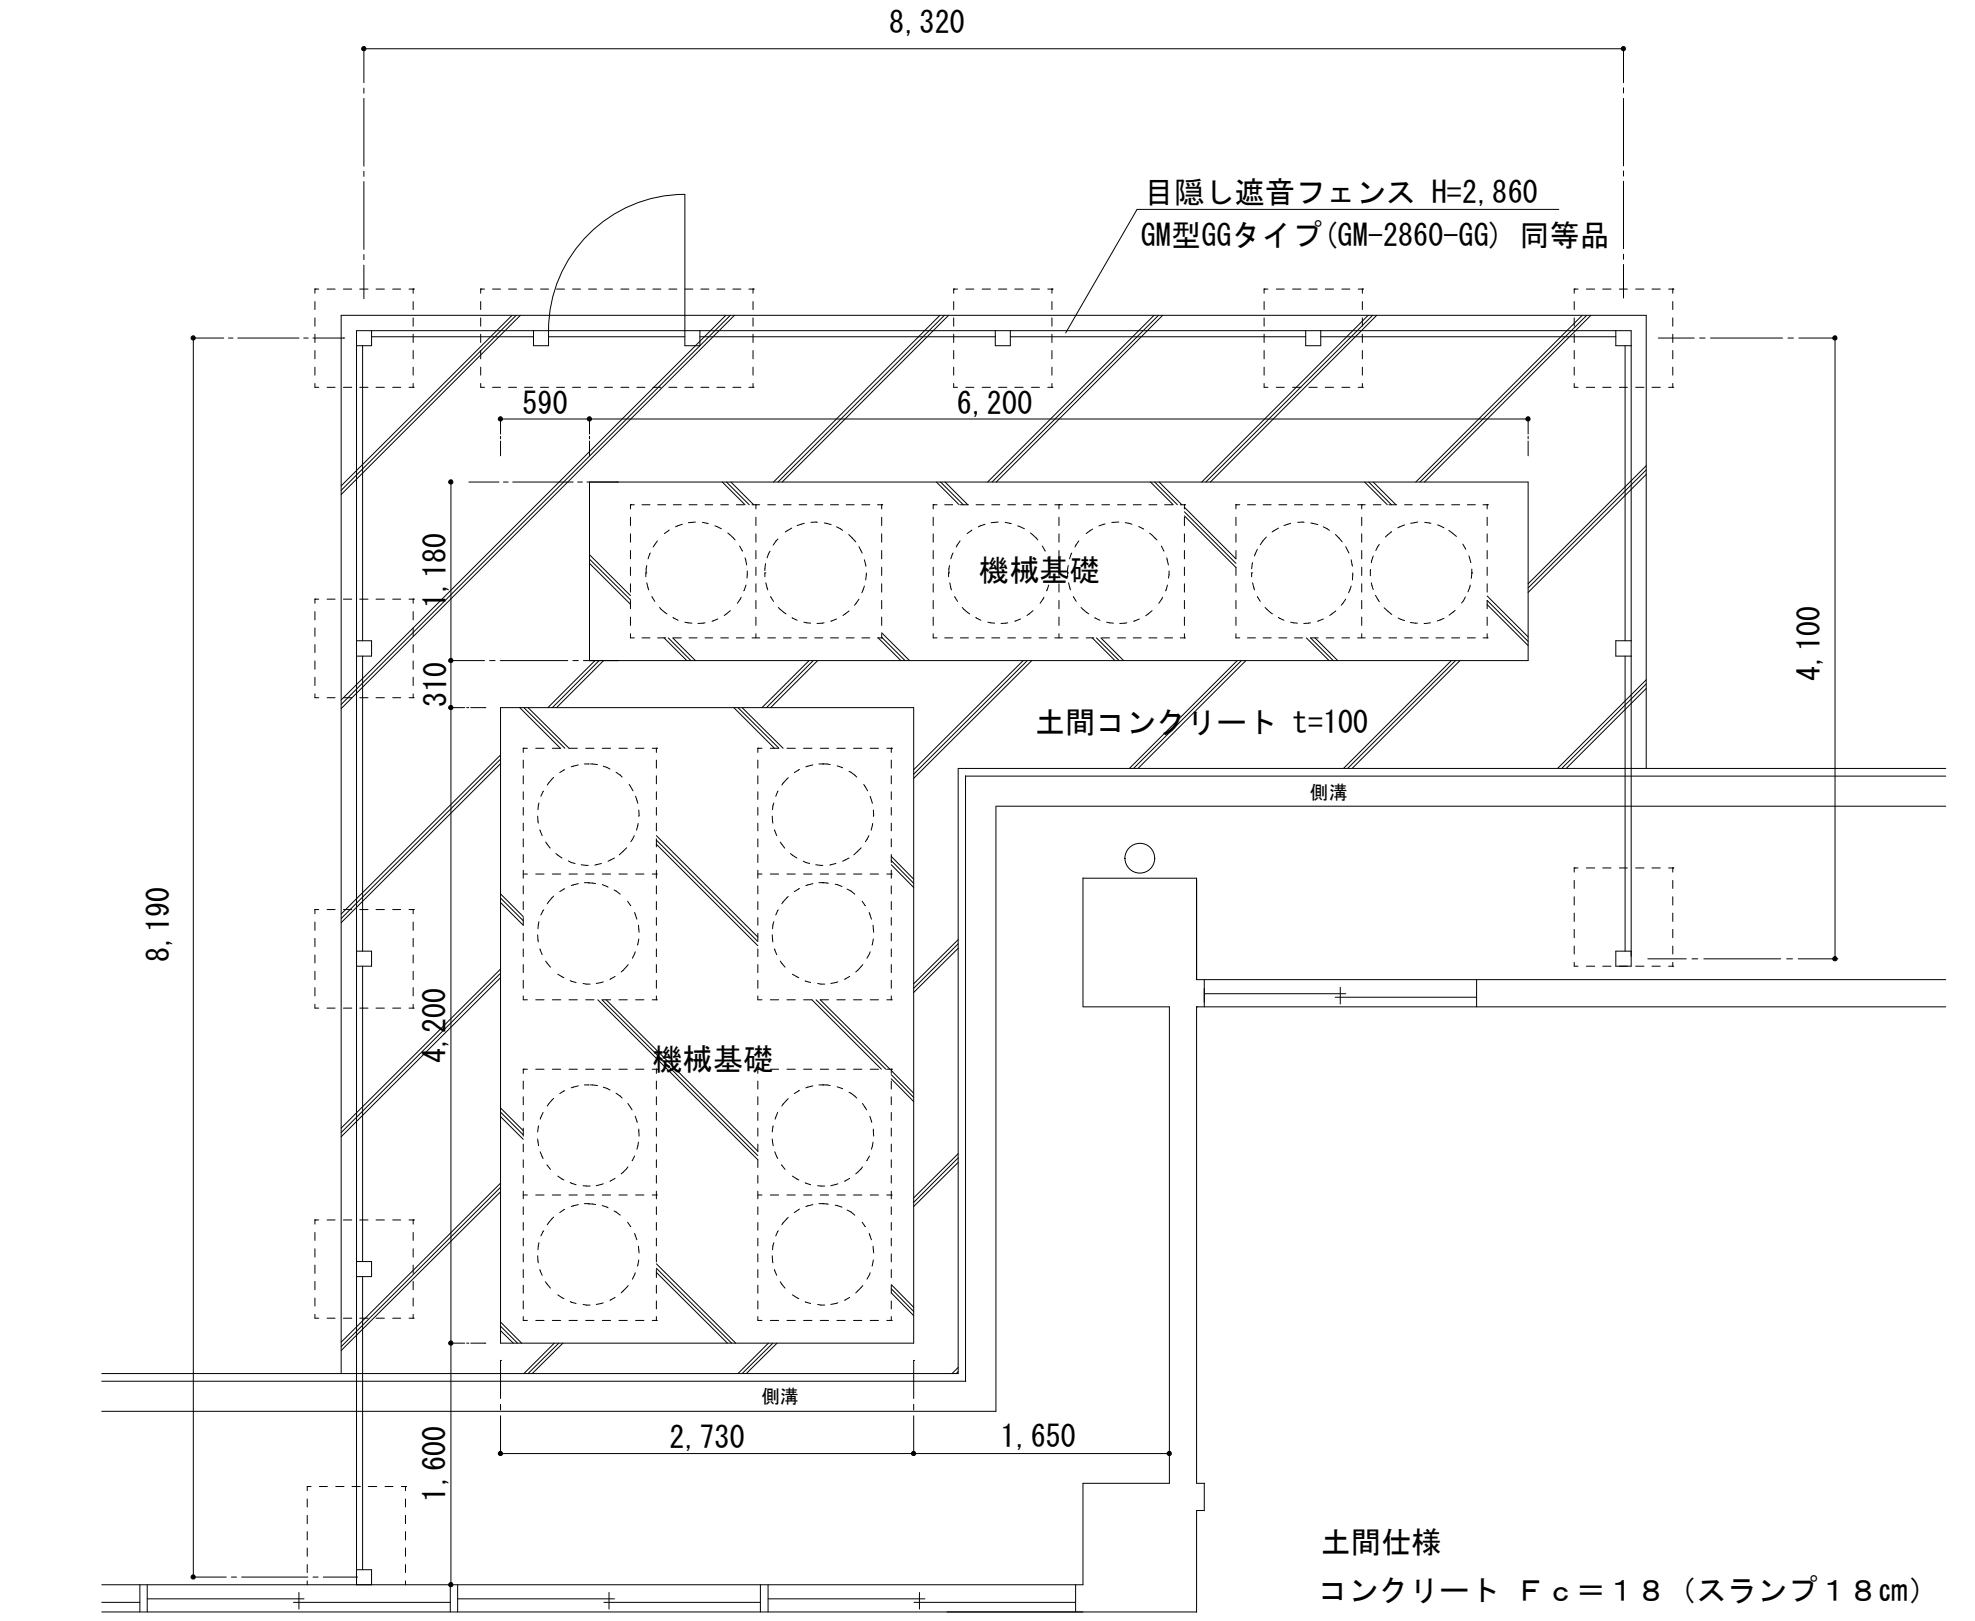 8,320
目隠し遮音フェンス H=2,860
GM型GGタイプ(GM-2860-GG) 同等品
590
6,200
1,180
機械基礎
4,100
310
土間コンクリート t=100
側溝
8,190
4,200
機械基礎
側溝
2,730
1,650
1,600
土間仕様
コンクリート Fc=18(スランプ18㎝)